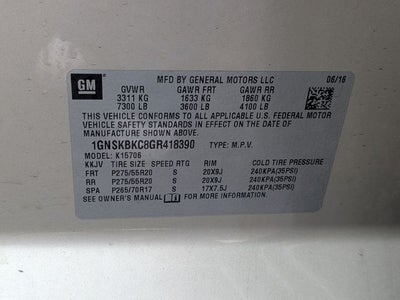 GM
MFD BY GENERAL MOTORS LLC 06/16
GVWR GAWR FRT GAWR RR
3311 KG 1633 KG 1860 KG
7300 LB 3600 LB 4100 LB
THIS VEHICLE CONFORMS TO ALL APPLICABLE U.S. FEDERAL MOTOR
VEHICLE SAFETY STANDARDS IN EFFECT ON THE DATE OF
MANUFACTURE SHOWN ABOVE.
1GNSKBKC8GR418390 TYPE: M.P.V.
MODEL: K15706
KKJV TIRE SIZE SPEED RTG RIM COLD TIRE PRESSURE
FRT P275/55R20 S 20X9J 240KPA(35PSI)
RR P275/55R20 S 20X9J 240KPA(35PSI)
SPA P265/70R17 S 17X7.5J 240KPA(35PSI)
SEE OWNER'S MANUAL FOR MORE INFORMATION.